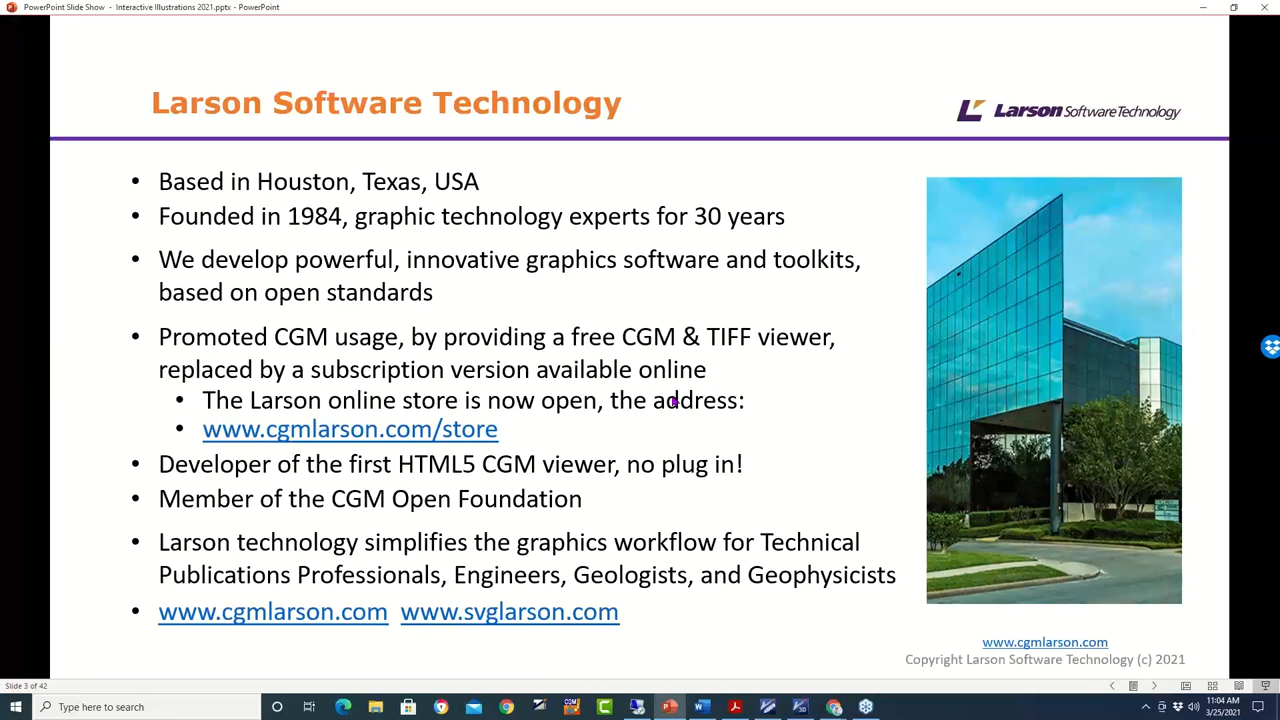 PowerPoint Slide Show - Interactive Illustrations 2021.pptx - PowerPoint
Larson Software Technology
Larson Software Technology
• Based in Houston, Texas, USA
• Founded in 1984, graphic technology experts for 30 years
• We develop powerful, innovative graphics software and toolkits,
based on open standards
• Promoted CGM usage, by providing a free CGM & TIFF viewer,
replaced by a subscription version available online
• The Larson online store is now open, the address:
• www.cgmlarson.com/store
• Developer of the first HTML5 CGM viewer, no plug in!
• Member of the CGM Open Foundation
• Larson technology simplifies the graphics workflow for Technical
Publications Professionals, Engineers, Geologists, and Geophysicists
• www.cgmlarson.com www.svglarson.com
www.cgmlarson.com
Copyright Larson Software Technology (c) 2021
Slide 3 of 42
Type here to search
CGM
11:04 AM
3/25/2021